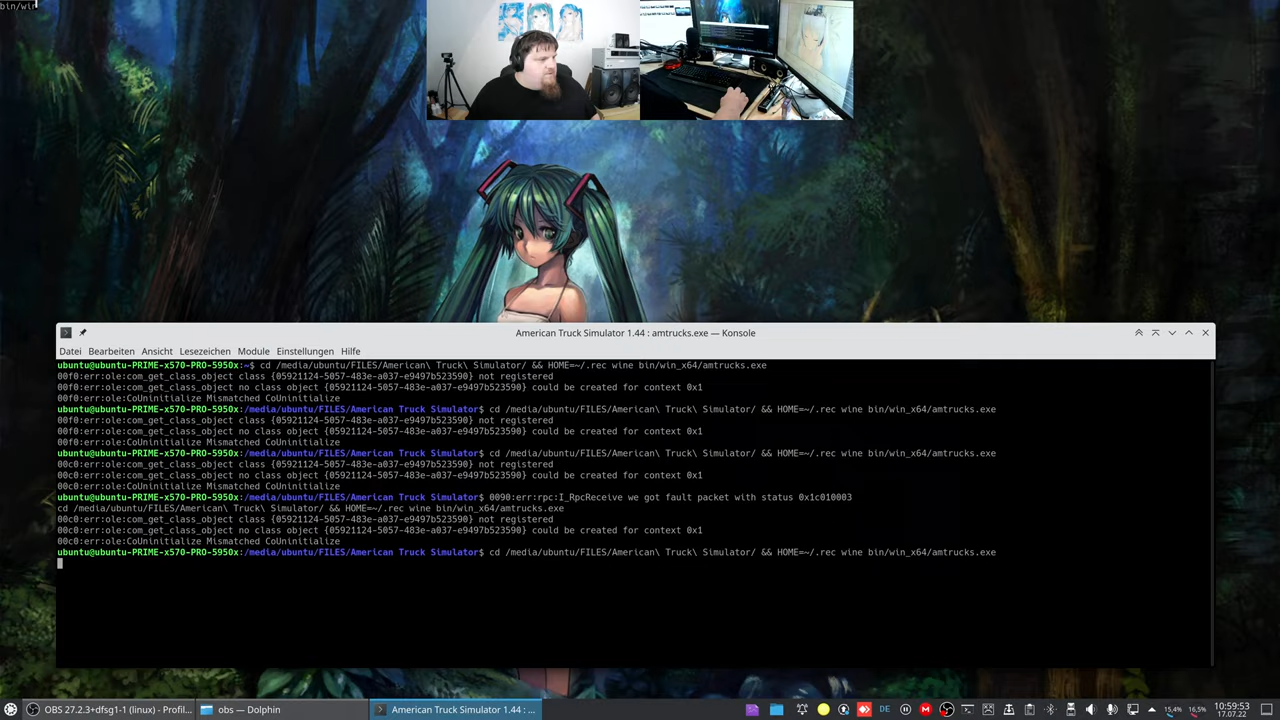 bin/win
American Truck Simulator 1.44 : amtrucks.exe — Konsole
Datei Bearbeiten Ansicht Lesezeichen Module Einstellungen Hilfe
ubuntu@ubuntu-PRIME-x570-PRO-5950x:~$ cd /media/ubuntu/FILES/American\ Truck\ Simulator/ && HOME=~/.rec wine bin/win_x64/amtrucks.exe
00f0:err:ole:com_get_class_object class {05921124-5057-483e-a037-e9497b523590} not registered
00f0:err:ole:com_get_class_object no class object {05921124-5057-483e-a037-e9497b523590} could be created for context 0x1
00f0:err:ole:CoUninitialize Mismatched CoUninitialize
ubuntu@ubuntu-PRIME-x570-PRO-5950x:/media/ubuntu/FILES/American Truck Simulator$ cd /media/ubuntu/FILES/American\ Truck\ Simulator/ && HOME=~/.rec wine bin/win_x64/amtrucks.exe
00f0:err:ole:com_get_class_object class {05921124-5057-483e-a037-e9497b523590} not registered
00f0:err:ole:com_get_class_object no class object {05921124-5057-483e-a037-e9497b523590} could be created for context 0x1
00f0:err:ole:CoUninitialize Mismatched CoUninitialize
ubuntu@ubuntu-PRIME-x570-PRO-5950x:/media/ubuntu/FILES/American Truck Simulator$ cd /media/ubuntu/FILES/American\ Truck\ Simulator/ && HOME=~/.rec wine bin/win_x64/amtrucks.exe
00c0:err:ole:com_get_class_object class {05921124-5057-483e-a037-e9497b523590} not registered
00c0:err:ole:com_get_class_object no class object {05921124-5057-483e-a037-e9497b523590} could be created for context 0x1
ubuntu@ubuntu-PRIME-x570-PRO-5950x:/media/ubuntu/FILES/American Truck Simulator$ 0090:err:rpc:I_RpcReceive we got fault packet with status 0x1c010003
cd /media/ubuntu/FILES/American\ Truck\ Simulator/ && HOME=~/.rec wine bin/win_x64/amtrucks.exe
00c0:err:ole:com_get_class_object class {05921124-5057-483e-a037-e9497b523590} not registered
00c0:err:ole:com_get_class_object no class object {05921124-5057-483e-a037-e9497b523590} could be created for context 0x1
00c0:err:ole:CoUninitialize Mismatched CoUninitialize
ubuntu@ubuntu-PRIME-x570-PRO-5950x:/media/ubuntu/FILES/American Truck Simulator$ cd /media/ubuntu/FILES/American\ Truck\ Simulator/ && HOME=~/.rec wine bin/win_x64/amtrucks.exe
OBS 27.2.3+dfsg1-1 (linux) - Profil...
obs — Dolphin
American Truck Simulator 1.44 : ...
DE
15,4% 16,5%
10:59:53
17.07.22